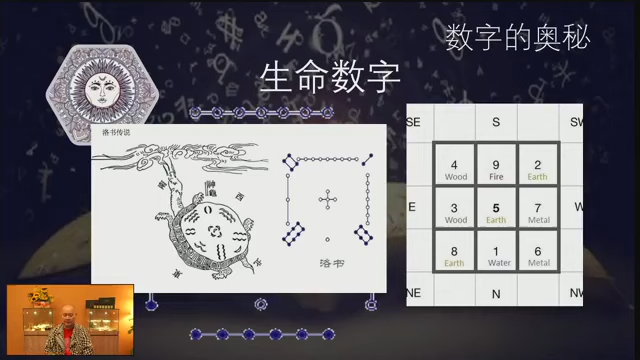 数字的奥秘
生命数字
洛书传说
洛书
SE
S
SW
4
9
2
Wood
Fire
Earth
E
3
5
7
W
Wood
Earth
Metal
8
1
6
Earth
Water
Metal
NE
N
NW